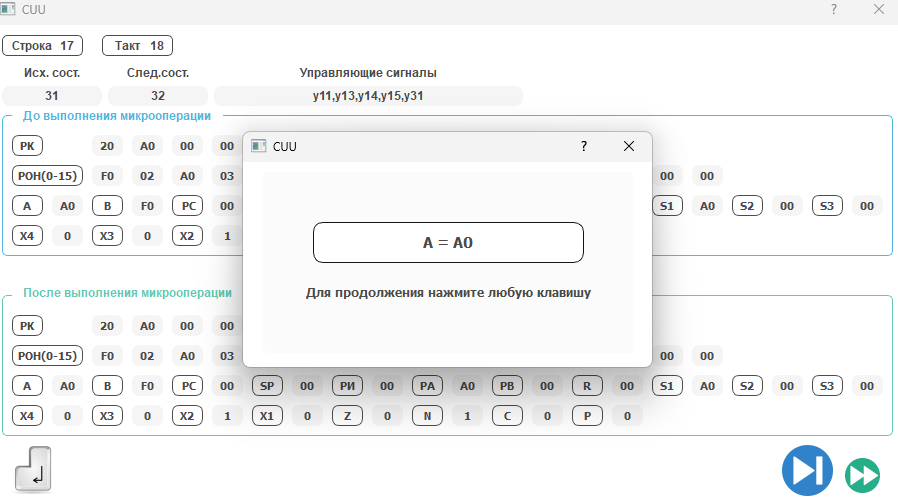 CUU ?
Строка 17 Такт 18
Исх. сост. След.сост. Управляющие сигналы
31 32 y11,y13,y14,y15,y31
До выполнения микрооперации
CUU ?
РК 20 A0 00 00
РОН(0-15) F0 02 A0 03 00 00
A A0 B F0 PC 00 S1 A0 S2 00 S3 00
X4 0 X3 0 X2 1
A = A0
Для продолжения нажмите любую клавишу
После выполнения микрооперации
РК 20 A0 00 00
РОН(0-15) F0 02 A0 03 00 00
A A0 B F0 PC 00 SP 00 РИ 00 РА A0 РВ 00 R 00 S1 A0 S2 00 S3 00
X4 0 X3 0 X2 1 X1 0 Z 0 N 1 C 0 P 0